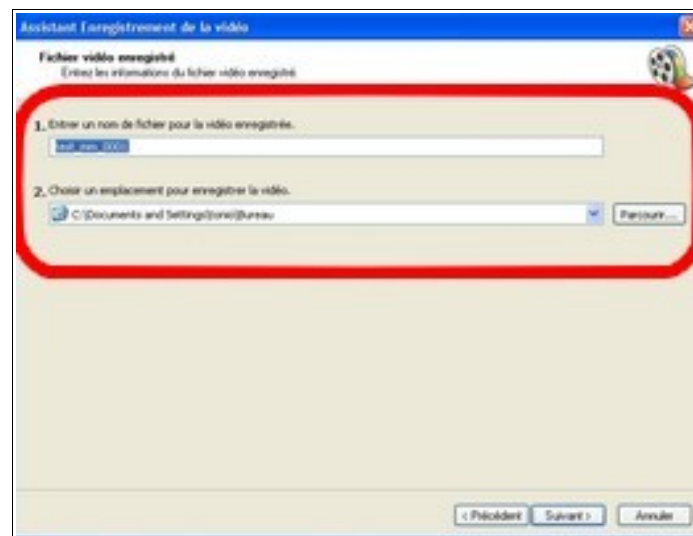 Assistant Enregistrement de la vidéo
Fichier vidéo enregistré
Entrez les informations du fichier vidéo enregistré
1. Entrer un nom de fichier pour la vidéo enregistrée.
2. Choisir un emplacement pour enregistrer la vidéo.
C:\Documents and Settings\tonio\Bureau
Parcourir...
< Précédent
Suivant >
Annuler